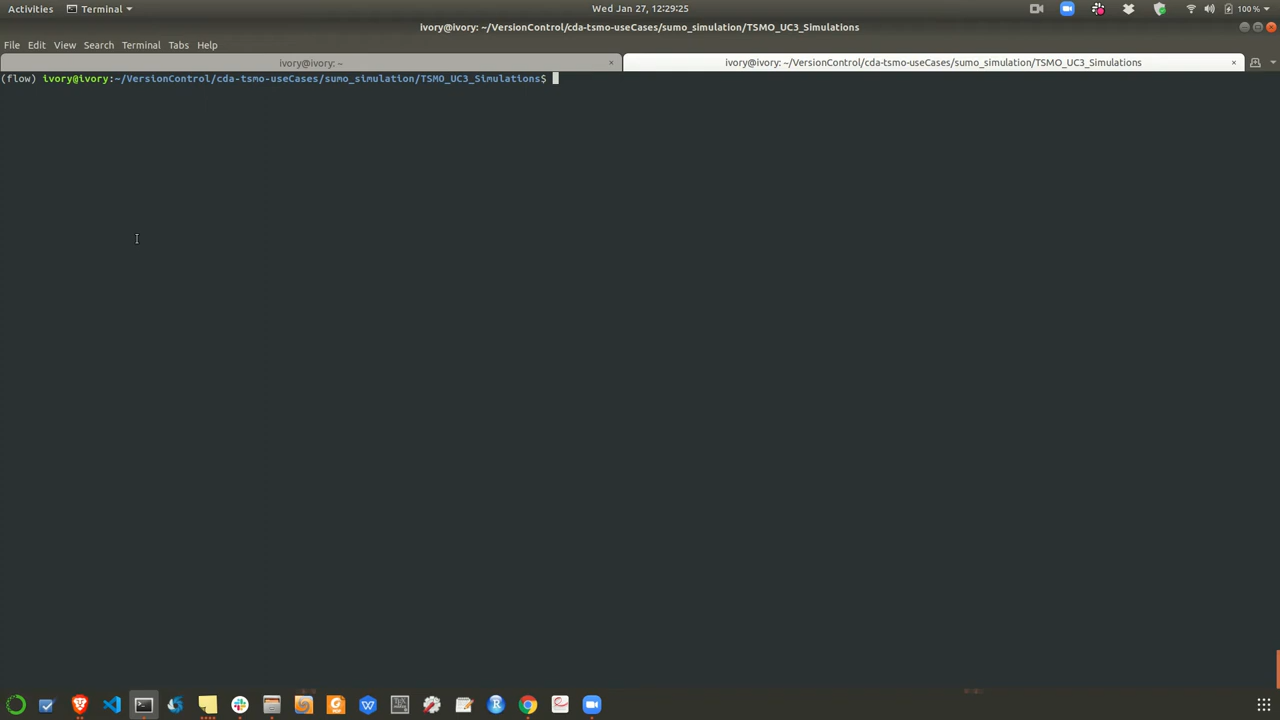 Activities Terminal Wed Jan 27, 12:29:25 100 %
ivory@ivory: ~/VersionControl/cda-tsmo-useCases/sumo_simulation/TSMO_UC3_Simulations
File Edit View Search Terminal Tabs Help
ivory@ivory: ~ × ivory@ivory: ~/VersionControl/cda-tsmo-useCases/sumo_simulation/TSMO_UC3_Simulations ×
(flow) ivory@ivory:~/VersionControl/cda-tsmo-useCases/sumo_simulation/TSMO_UC3_Simulations$